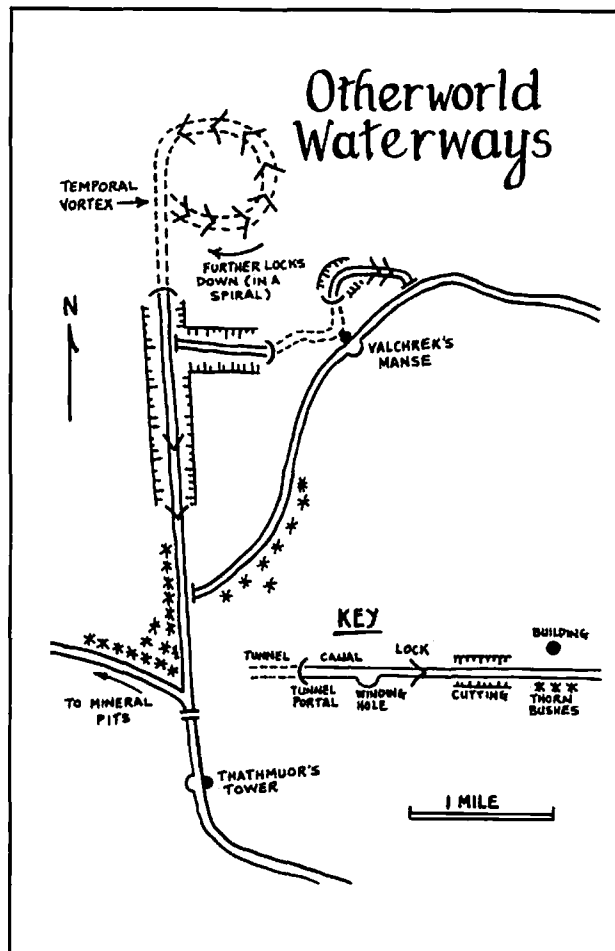 Otherworld
Waterways
TEMPORAL
VORTEX
FURTHER LOCKS
DOWN (IN A
SPIRAL)
N
VALCHREK'S
MANSE
KEY
BUILDING
TUNNEL
CANAL
LOCK
TUNNEL
PORTAL
WINDING
HOLE
CUTTING
THORN
BUSHES
TO MINERAL
PITS
THATHMUOR'S
TOWER
1 MILE